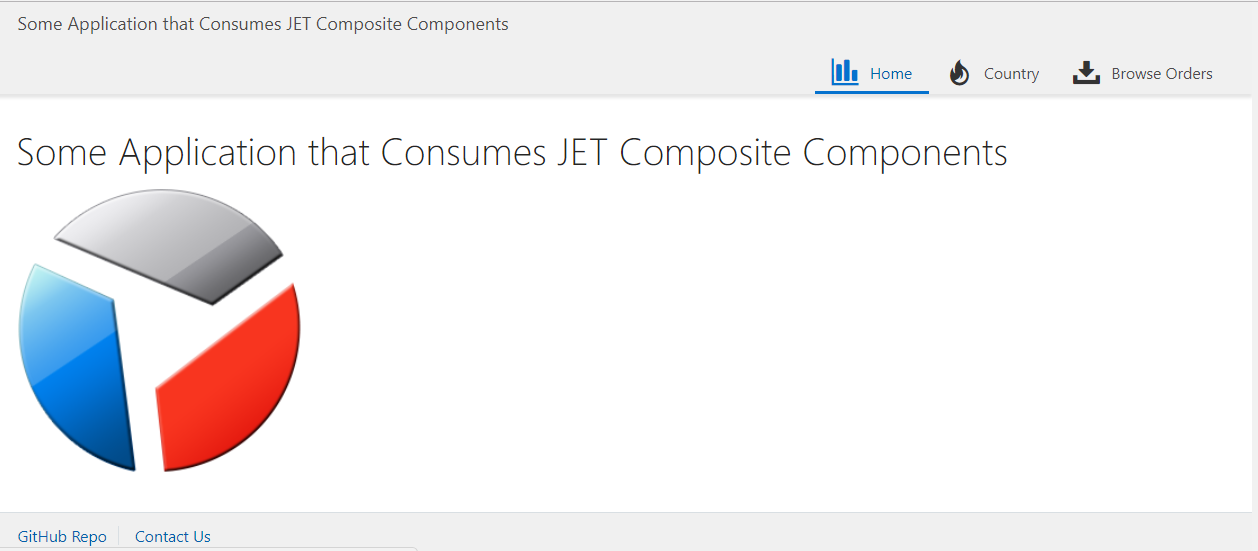 Some Application that Consumes JET Composite Components
Home Country Browse Orders
Some Application that Consumes JET Composite Components
GitHub Repo Contact Us